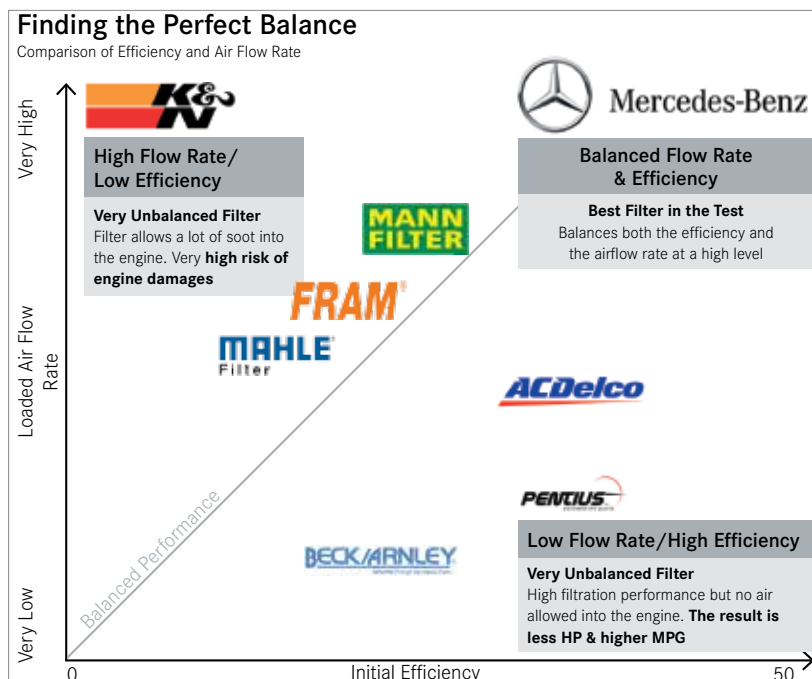 Finding the Perfect Balance
Comparison of Efficiency and Air Flow Rate
Very High
Loaded Air Flow
Rate
Very Low
K&N
High Flow Rate/
Low Efficiency
Very Unbalanced Filter
Filter allows a lot of soot into
the engine. Very high risk of
engine damages
Mercedes-Benz
Balanced Flow Rate
& Efficiency
Best Filter in the Test
Balances both the efficiency and
the airflow rate at a high level
MANN
FILTER
FRAM®
MAHLE
Filter
ACDelco
PENTIUS
BECK/ARNLEY
Balanced Performance
Low Flow Rate/High Efficiency
Very Unbalanced Filter
High filtration performance but no air
allowed into the engine. The result is
less HP & higher MPG
0
Initial Efficiency
50